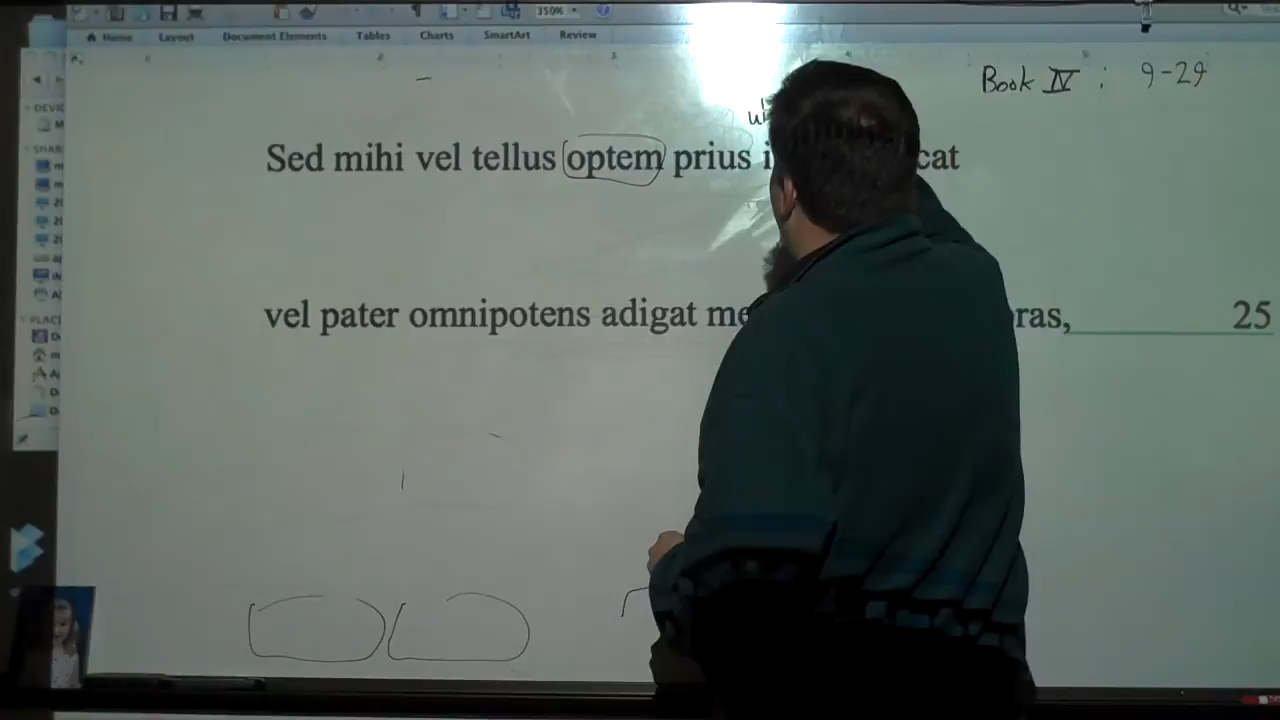 350%
Home Layout Document Elements Tables Charts SmartArt Review
Book IV : 9-29
Sed mihi vel tellus optem prius i cat
vel pater omnipotens adigat me ras, 25